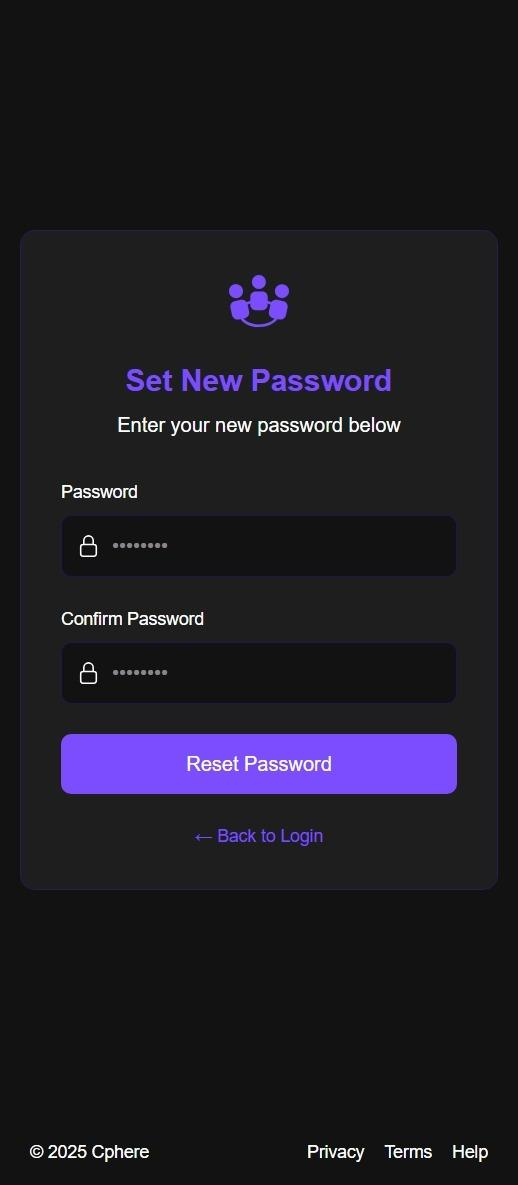 Set New Password
Enter your new password below
Password
••••••••
Confirm Password
••••••••
Reset Password
← Back to Login
© 2025 Cphere Privacy Terms Help